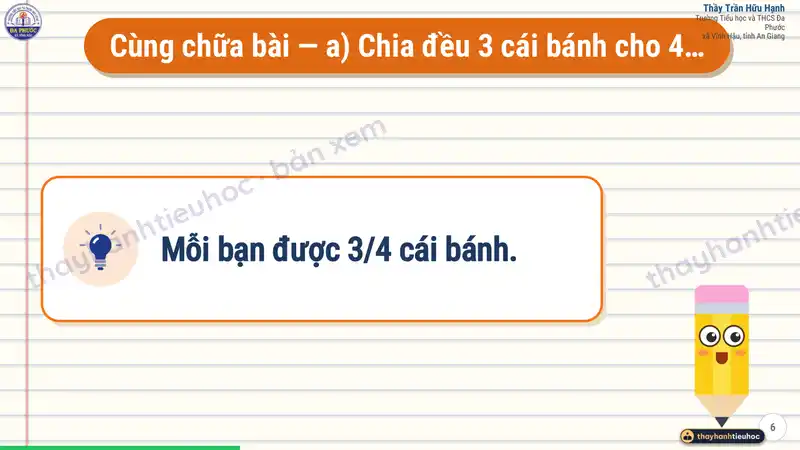 Thầy Trần Hữu Hạnh
Trường Tiểu học và THCS Đa
Phước
xã Vĩnh Hậu, tỉnh An Giang
ĐA PHƯỚC
Cùng chữa bài – a) Chia đều 3 cái bánh cho 4...
thayhanhtieuhoc · bản xem
Mỗi bạn được 3/4 cái bánh.
thayhanhtie
thayhanhtieuhoc
6